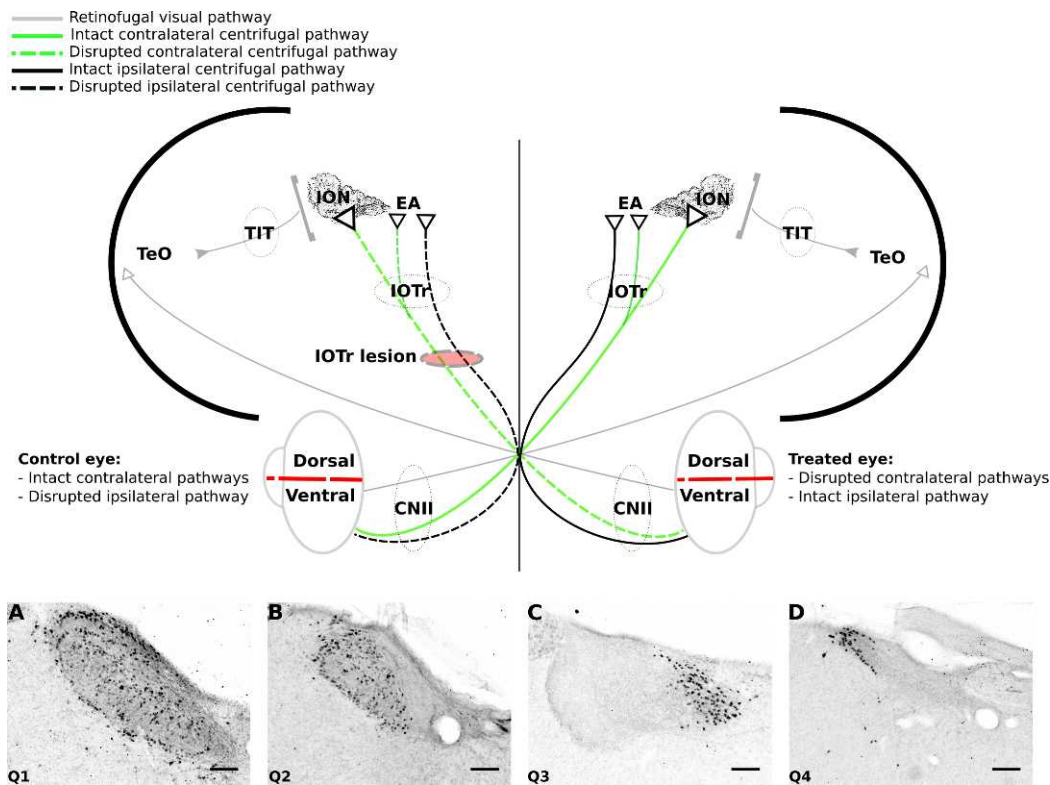 Retinofugal visual pathway
Intact contralateral centrifugal pathway
Disrupted contralateral centrifugal pathway
Intact ipsilateral centrifugal pathway
Disrupted ipsilateral centrifugal pathway
ION EA
EA ION
TIT
TIT
TeO
TeO
IOTr
IOTr
IOTr lesion
Control eye:
- Intact contralateral pathways
- Disrupted ipsilateral pathway
Dorsal
Ventral
CNII
CNII
Dorsal
Ventral
Treated eye:
- Disrupted contralateral pathways
- Intact ipsilateral pathway
A
B
C
D
Q1
Q2
Q3
Q4